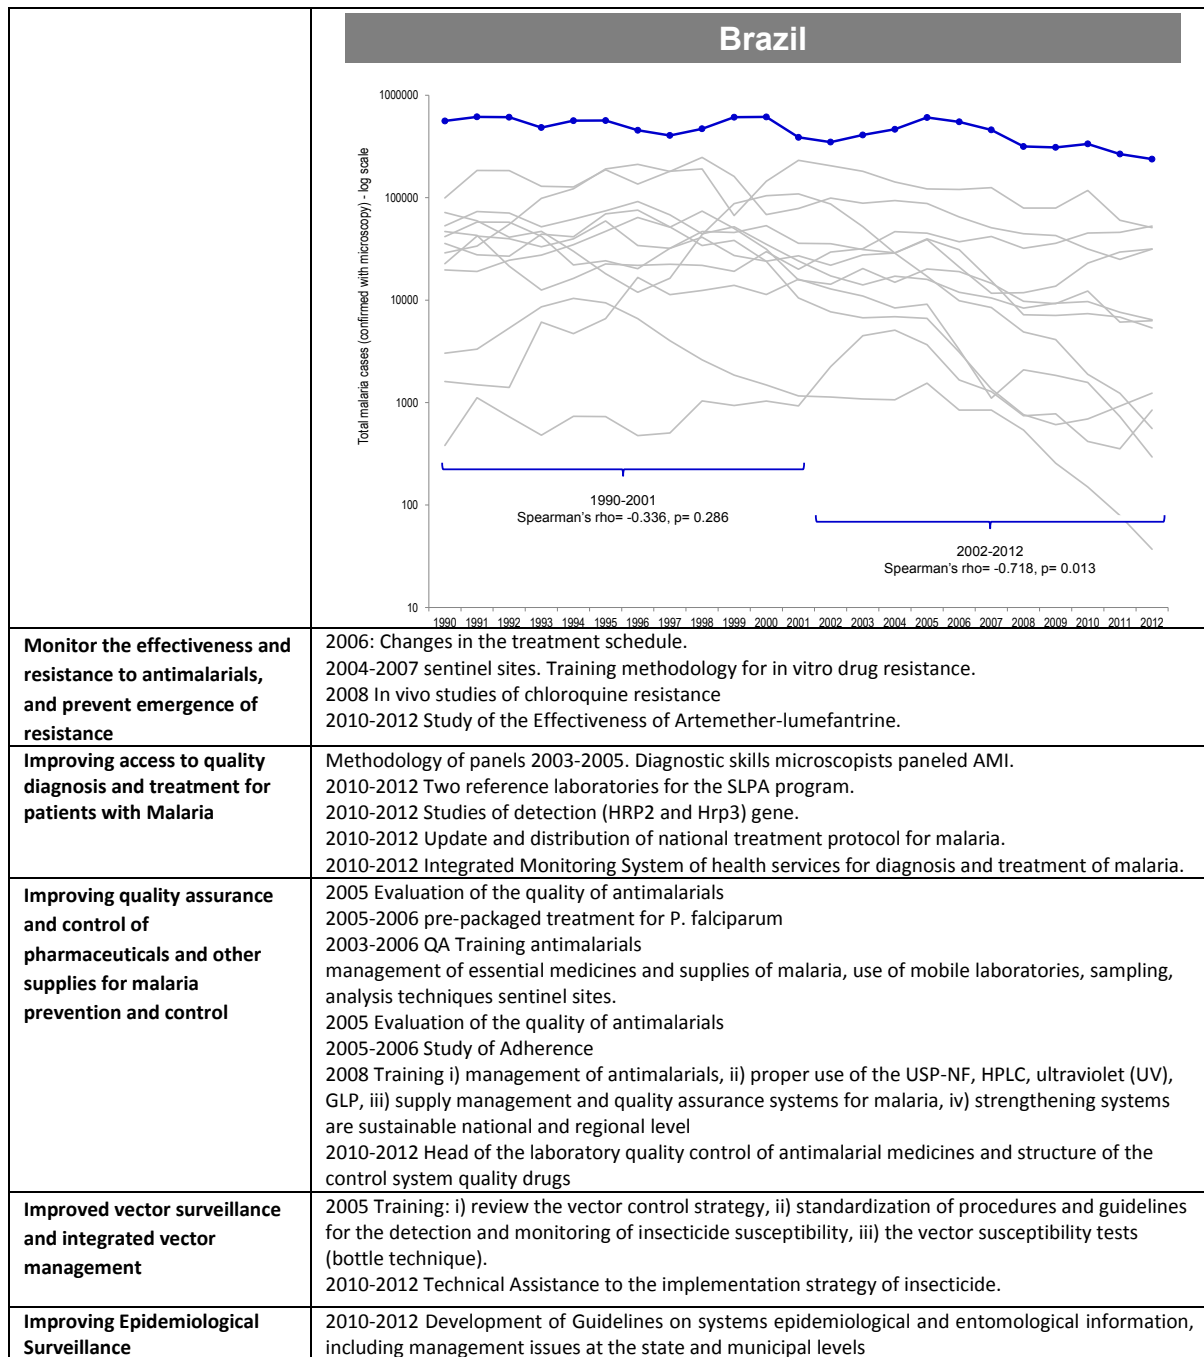 Brazil
Total malaria cases (confirmed with microscopy) - log scale
1000000
100000
10000
1000
100
10
1990-2001
Spearman's rho= -0.336, p= 0.286
2002-2012
Spearman's rho= -0.718, p= 0.013
1990 1991 1992 1993 1994 1995 1996 1997 1998 1999 2000 2001 2002 2003 2004 2005 2006 2007 2008 2009 2010 2011 2012
Monitor the effectiveness and
resistance to antimalarials,
and prevent emergence of
resistance
2006: Changes in the treatment schedule.
2004-2007 sentinel sites. Training methodology for in vitro drug resistance.
2008 In vivo studies of chloroquine resistance
2010-2012 Study of the Effectiveness of Artemether-lumefantrine.
Improving access to quality
diagnosis and treatment for
patients with Malaria
Methodology of panels 2003-2005. Diagnostic skills microscopists paneled AMI.
2010-2012 Two reference laboratories for the SLPA program.
2010-2012 Studies of detection (HRP2 and Hrp3) gene.
2010-2012 Update and distribution of national treatment protocol for malaria.
2010-2012 Integrated Monitoring System of health services for diagnosis and treatment of malaria.
Improving quality assurance
and control of
pharmaceuticals and other
supplies for malaria
prevention and control
2005 Evaluation of the quality of antimalarials
2005-2006 pre-packaged treatment for P. falciparum
2003-2006 QA Training antimalarials
management of essential medicines and supplies of malaria, use of mobile laboratories, sampling,
analysis techniques sentinel sites.
2005 Evaluation of the quality of antimalarials
2005-2006 Study of Adherence
2008 Training i) management of antimalarials, ii) proper use of the USP-NF, HPLC, ultraviolet (UV),
GLP, iii) supply management and quality assurance systems for malaria, iv) strengthening systems
are sustainable national and regional level
2010-2012 Head of the laboratory quality control of antimalarial medicines and structure of the
control system quality drugs
Improved vector surveillance
and integrated vector
management
2005 Training: i) review the vector control strategy, ii) standardization of procedures and guidelines
for the detection and monitoring of insecticide susceptibility, iii) the vector susceptibility tests
(bottle technique).
2010-2012 Technical Assistance to the implementation strategy of insecticide.
Improving Epidemiological
Surveillance
2010-2012 Development of Guidelines on systems epidemiological and entomological information,
including management issues at the state and municipal levels